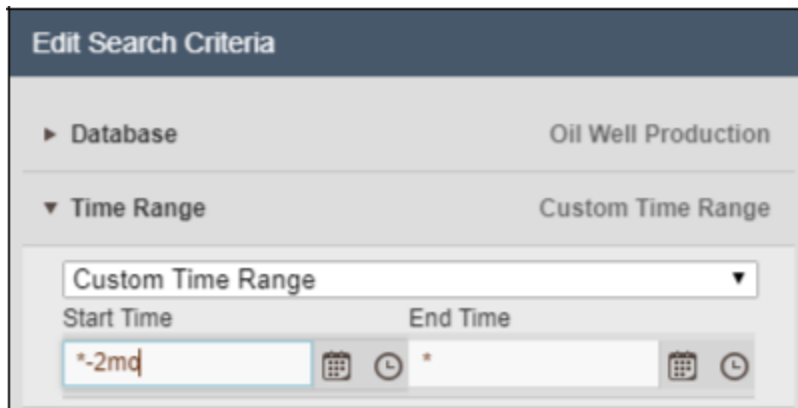 Edit Search Criteria
Database Oil Well Production
Time Range Custom Time Range
Custom Time Range
Start Time End Time
*-2mo *